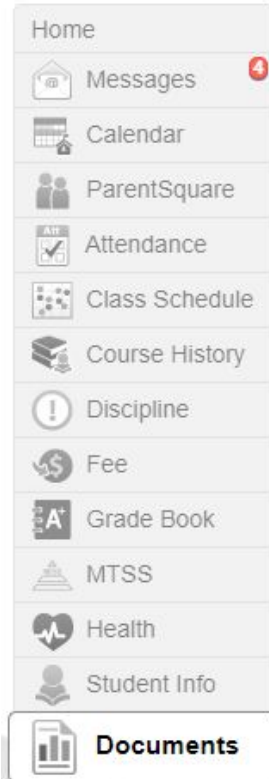 Home
Messages
4
Calendar
ParentSquare
Att
Attendance
Class Schedule
Course History
Discipline
Fee
A+
Grade Book
MTSS
Health
Student Info
Documents